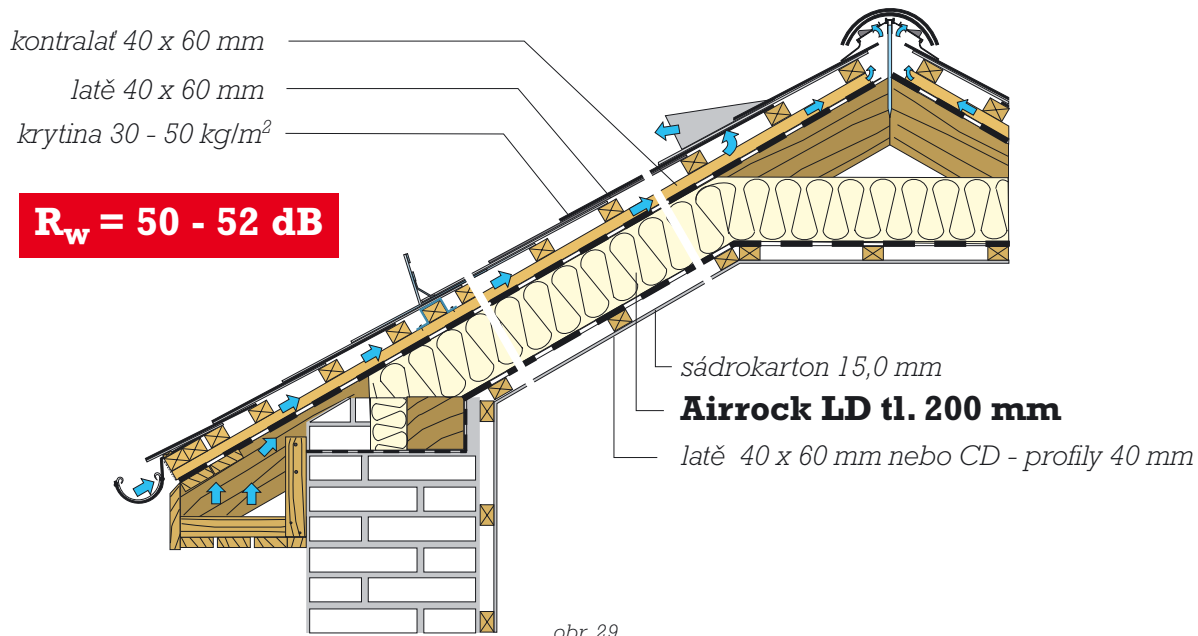 kontralať 40 x 60 mm
latě 40 x 60 mm
krytina 30 - 50 kg/m²
R_w = 50 - 52 dB
sádrokarton 15,0 mm
Airrock LD tl. 200 mm
latě 40 x 60 mm nebo CD - profily 40 mm
obr. 29